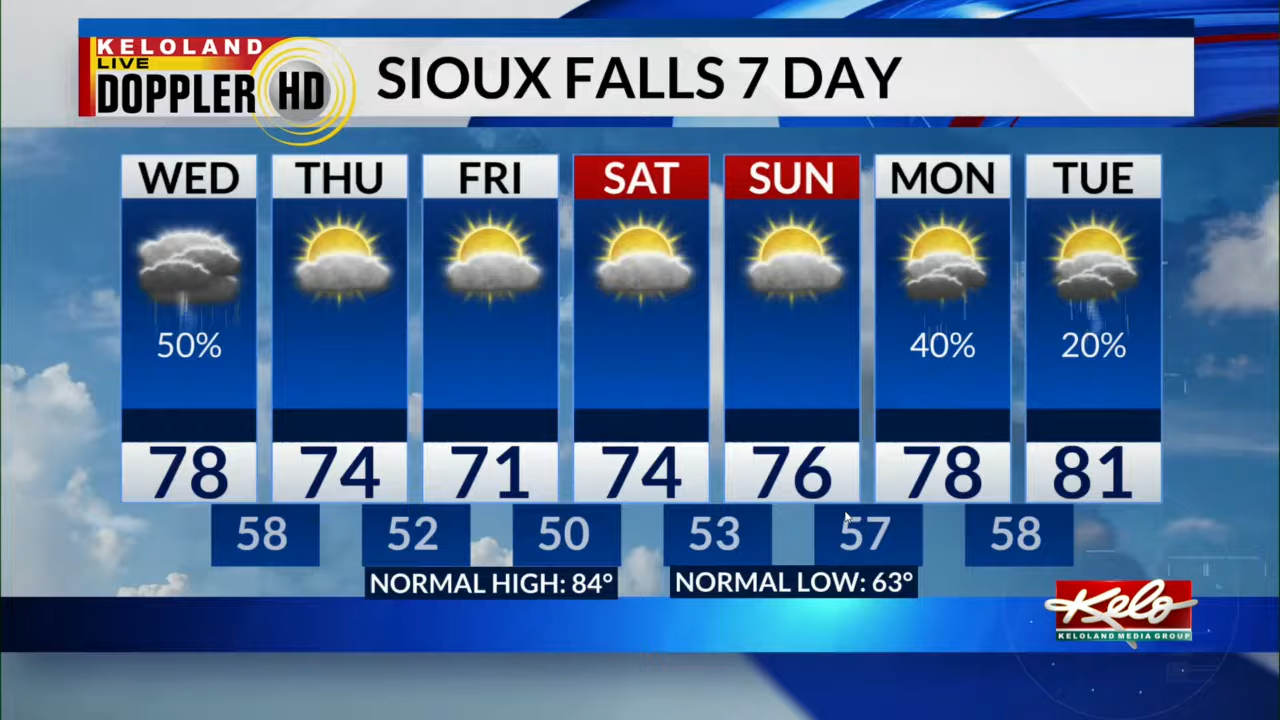 KELOLAND
LIVE
DOPPLER HD
SIOUX FALLS 7 DAY
WED THU FRI SAT SUN MON TUE
50% 40% 20%
78 74 71 74 76 78 81
58 52 50 53 57 58
NORMAL HIGH: 84° NORMAL LOW: 63°
Kelo
KELOLAND MEDIA GROUP